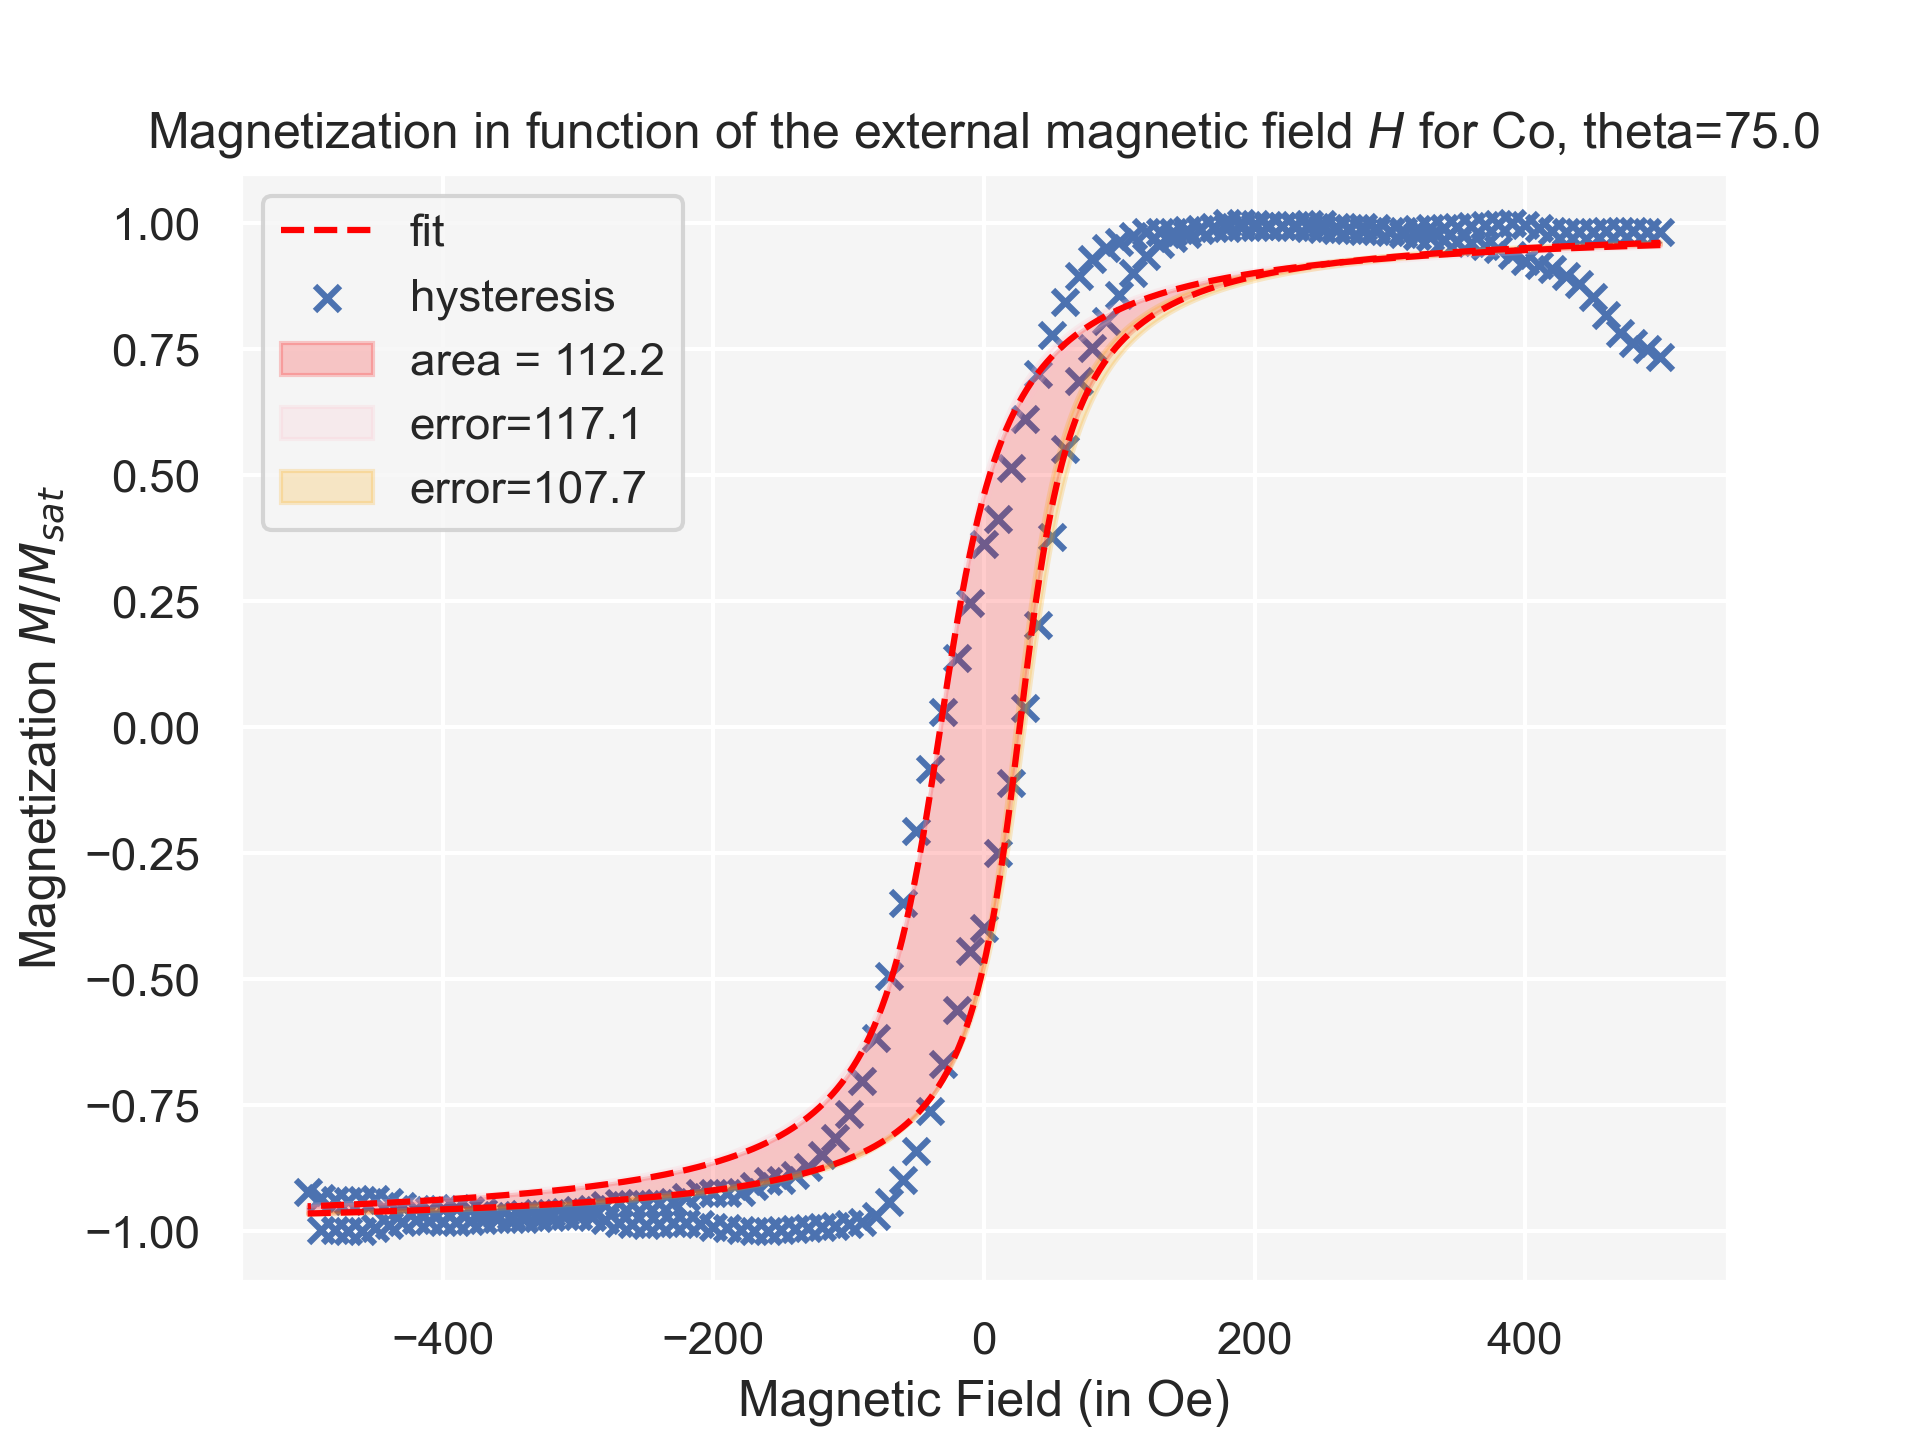 Magnetization in function of the external magnetic field H for Co, theta=75.0
fit
hysteresis
area = 112.2
error=117.1
error=107.7
Magnetization M/M_sat
1.00
0.75
0.50
0.25
0.00
−0.25
−0.50
−0.75
−1.00
−400
−200
0
200
400
Magnetic Field (in Oe)